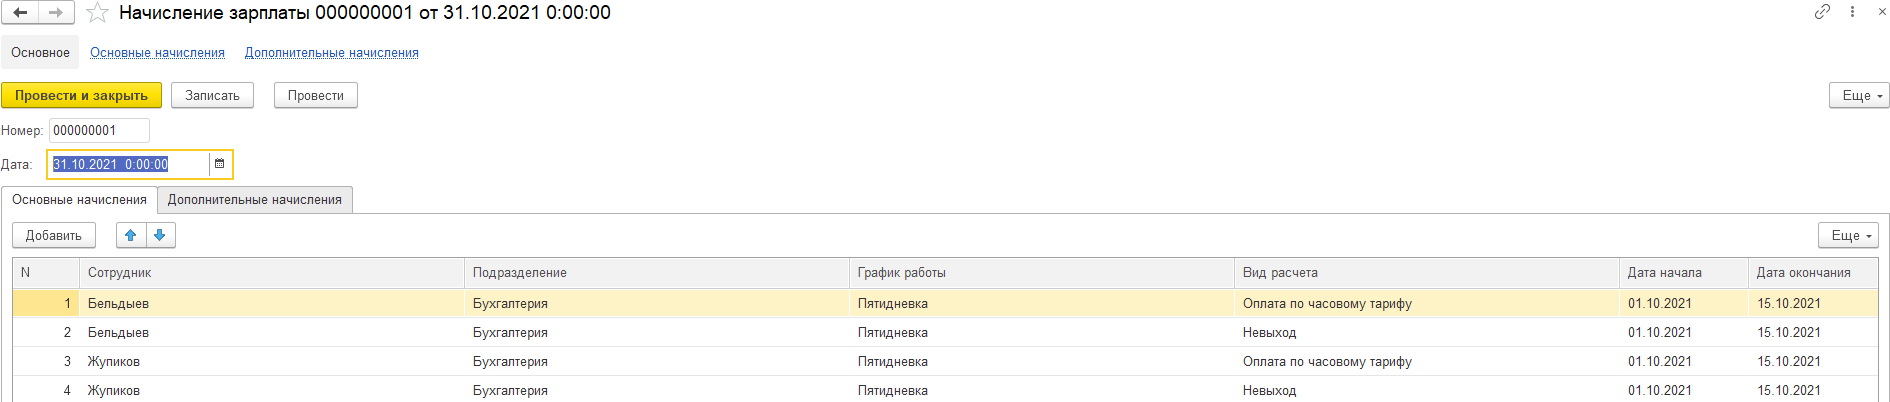 Начисление зарплаты 000000001 от 31.10.2021 0:00:00
Основное Основные начисления Дополнительные начисления
Провести и закрыть Записать Провести Еще
Номер: 000000001
Дата: 31.10.2021 0:00:00
Основные начисления Дополнительные начисления
Добавить Еще
N Сотрудник Подразделение График работы Вид расчета Дата начала Дата окончания
1 Бельдыев Бухгалтерия Пятидневка Оплата по часовому тарифу 01.10.2021 15.10.2021
2 Бельдыев Бухгалтерия Пятидневка Невыход 01.10.2021 15.10.2021
3 Жупиков Бухгалтерия Пятидневка Оплата по часовому тарифу 01.10.2021 15.10.2021
4 Жупиков Бухгалтерия Пятидневка Невыход 01.10.2021 15.10.2021